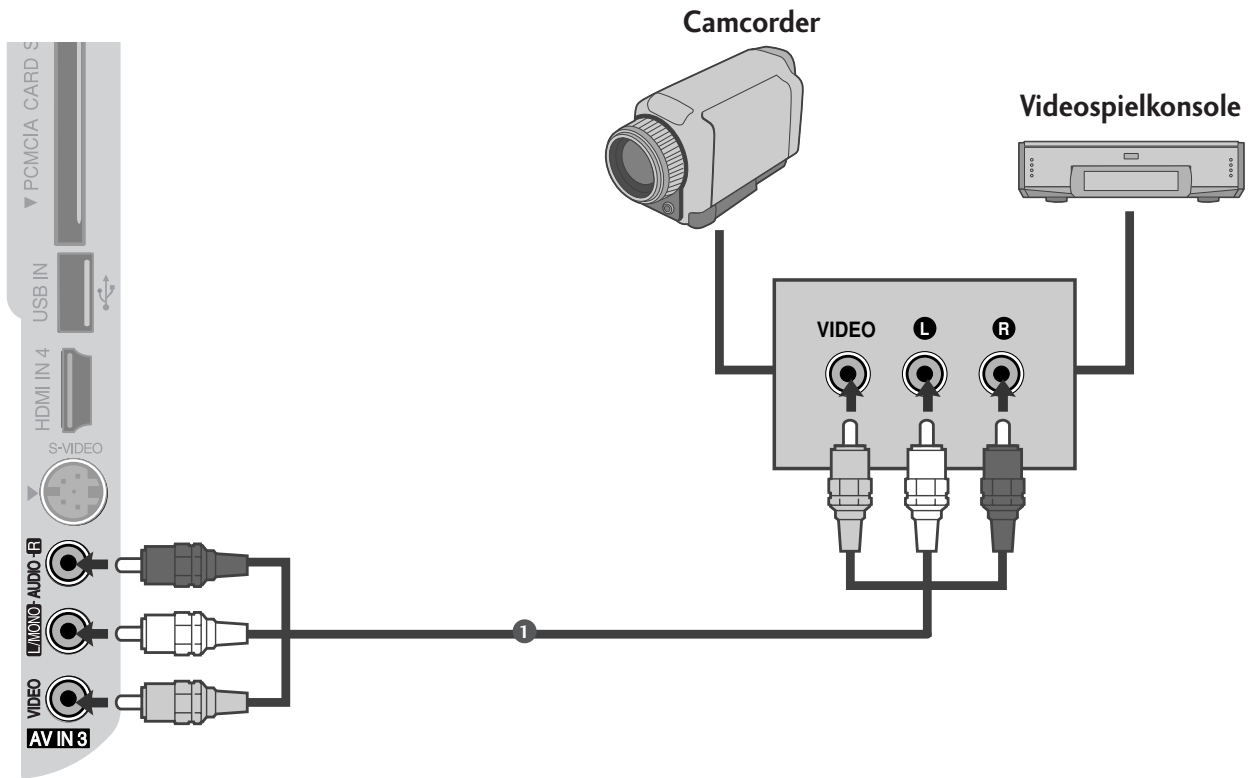 Camcorder
Videospielkonsole
▼ PCMCIA CARD
USB IN
HDMI IN 4
S-VIDEO
L/MONO- AUDIO -R
VIDEO
AV IN 3
VIDEO L R
1